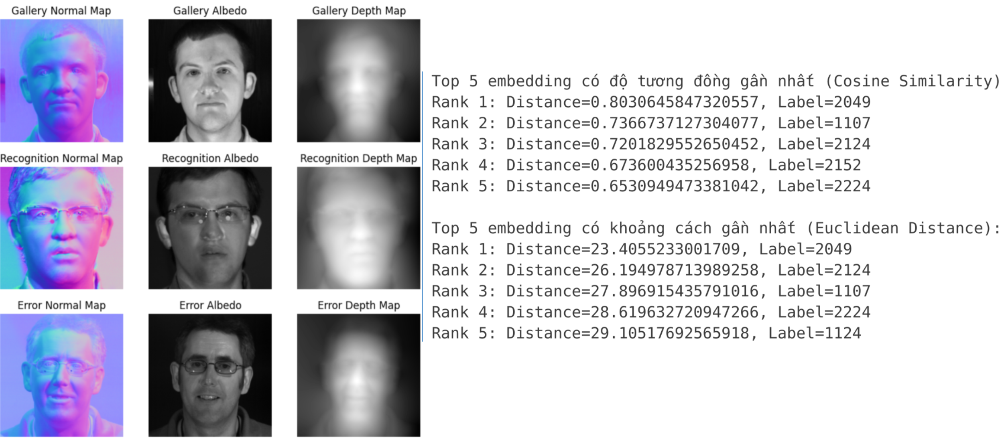 Gallery Normal Map
Gallery Albedo
Gallery Depth Map
Recognition Normal Map
Recognition Albedo
Recognition Depth Map
Error Normal Map
Error Albedo
Error Depth Map
Top 5 embedding có độ tương đồng gần nhất (Cosine Similarity)
Rank 1: Distance=0.8030645847320557, Label=2049
Rank 2: Distance=0.7366737127304077, Label=1107
Rank 3: Distance=0.7201829552650452, Label=2124
Rank 4: Distance=0.673600435256958, Label=2152
Rank 5: Distance=0.6530949473381042, Label=2224
Top 5 embedding có khoảng cách gần nhất (Euclidean Distance):
Rank 1: Distance=23.4055233001709, Label=2049
Rank 2: Distance=26.194978713989258, Label=2124
Rank 3: Distance=27.896915435791016, Label=1107
Rank 4: Distance=28.619632720947266, Label=2224
Rank 5: Distance=29.10517692565918, Label=1124